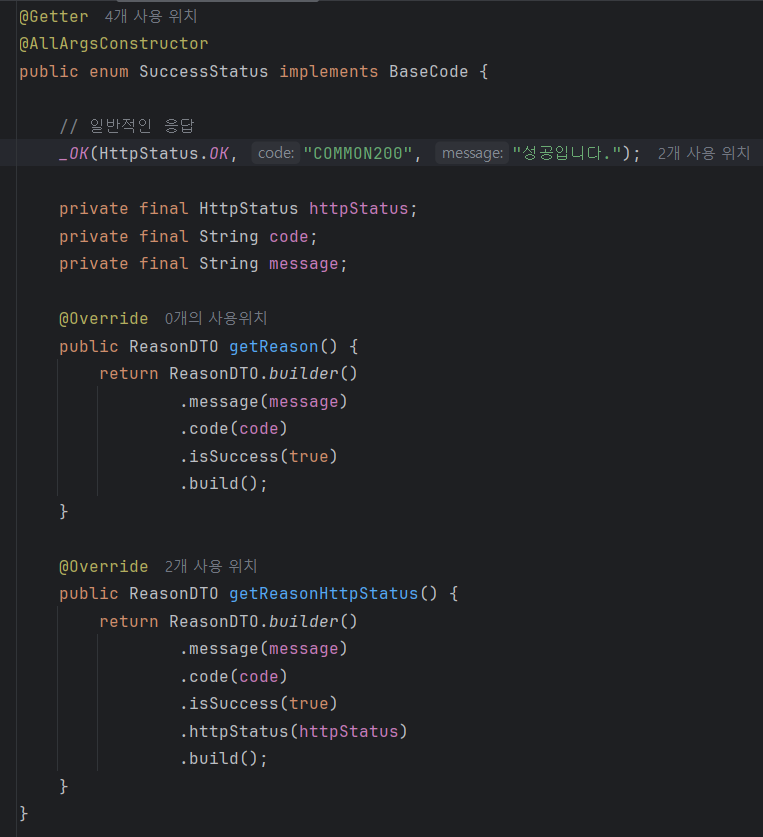 @Getter 4개 사용 위치
@AllArgsConstructor
public enum SuccessStatus implements BaseCode {
// 일반적인 응답
_OK(HttpStatus.OK, code: "COMMON200", message: "성공입니다."); 2개 사용 위치
private final HttpStatus httpStatus;
private final String code;
private final String message;
@Override 0개의 사용위치
public ReasonDTO getReason() {
return ReasonDTO.builder()
.message(message)
.code(code)
.isSuccess(true)
.build();
}
@Override 2개 사용 위치
public ReasonDTO getReasonHttpStatus() {
return ReasonDTO.builder()
.message(message)
.code(code)
.isSuccess(true)
.httpStatus(httpStatus)
.build();
}
}